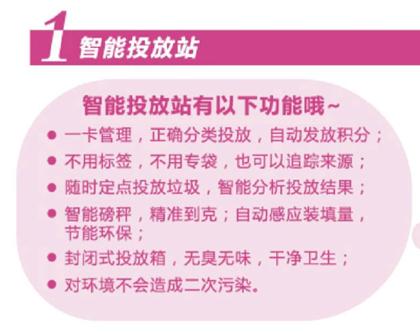 1 智能投放站
智能投放站有以下功能哦~
● 一卡管理，正确分类投放，自动发放积分；
● 不用标签，不用专袋，也可以追踪来源；
● 随时定点投放垃圾，智能分析投放结果；
● 智能磅秤，精准到克；自动感应装填量，
节能环保；
● 封闭式投放箱，无臭无味，干净卫生；
● 对环境不会造成二次污染。